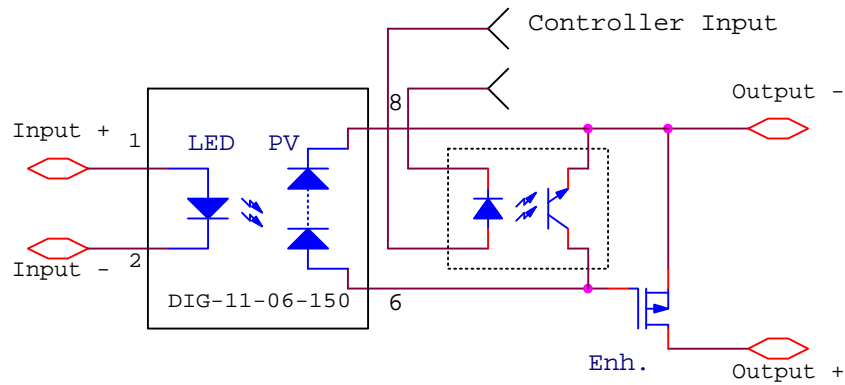 Controller Input
8
Output -
Input +
1
LED
PV
Input -
2
DIG-11-06-150
6
Enh.
Output +